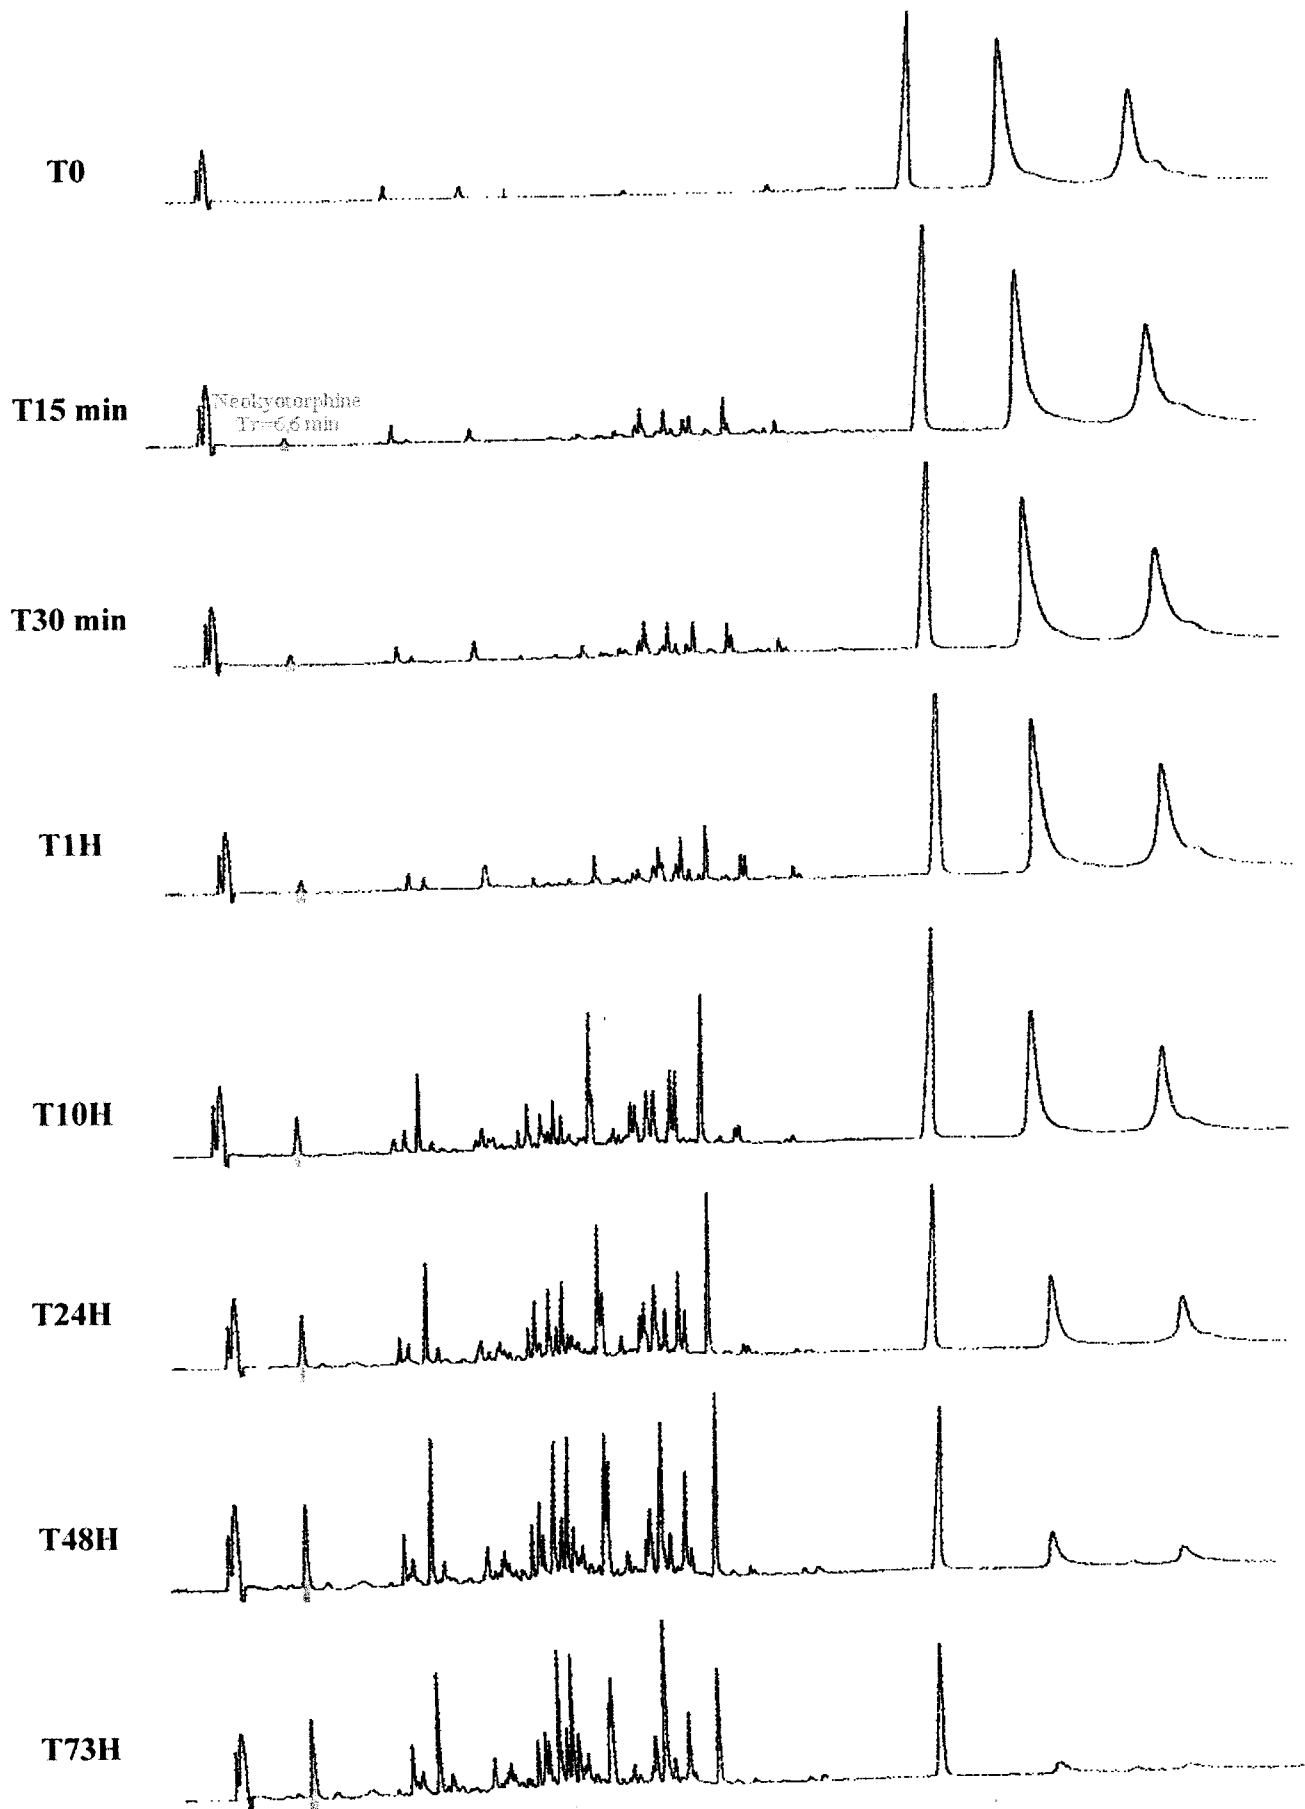 T0
T15 min
Neokyotorphine
Tr=6,6 min
T30 min
T1H
T10H
T24H
T48H
T73H